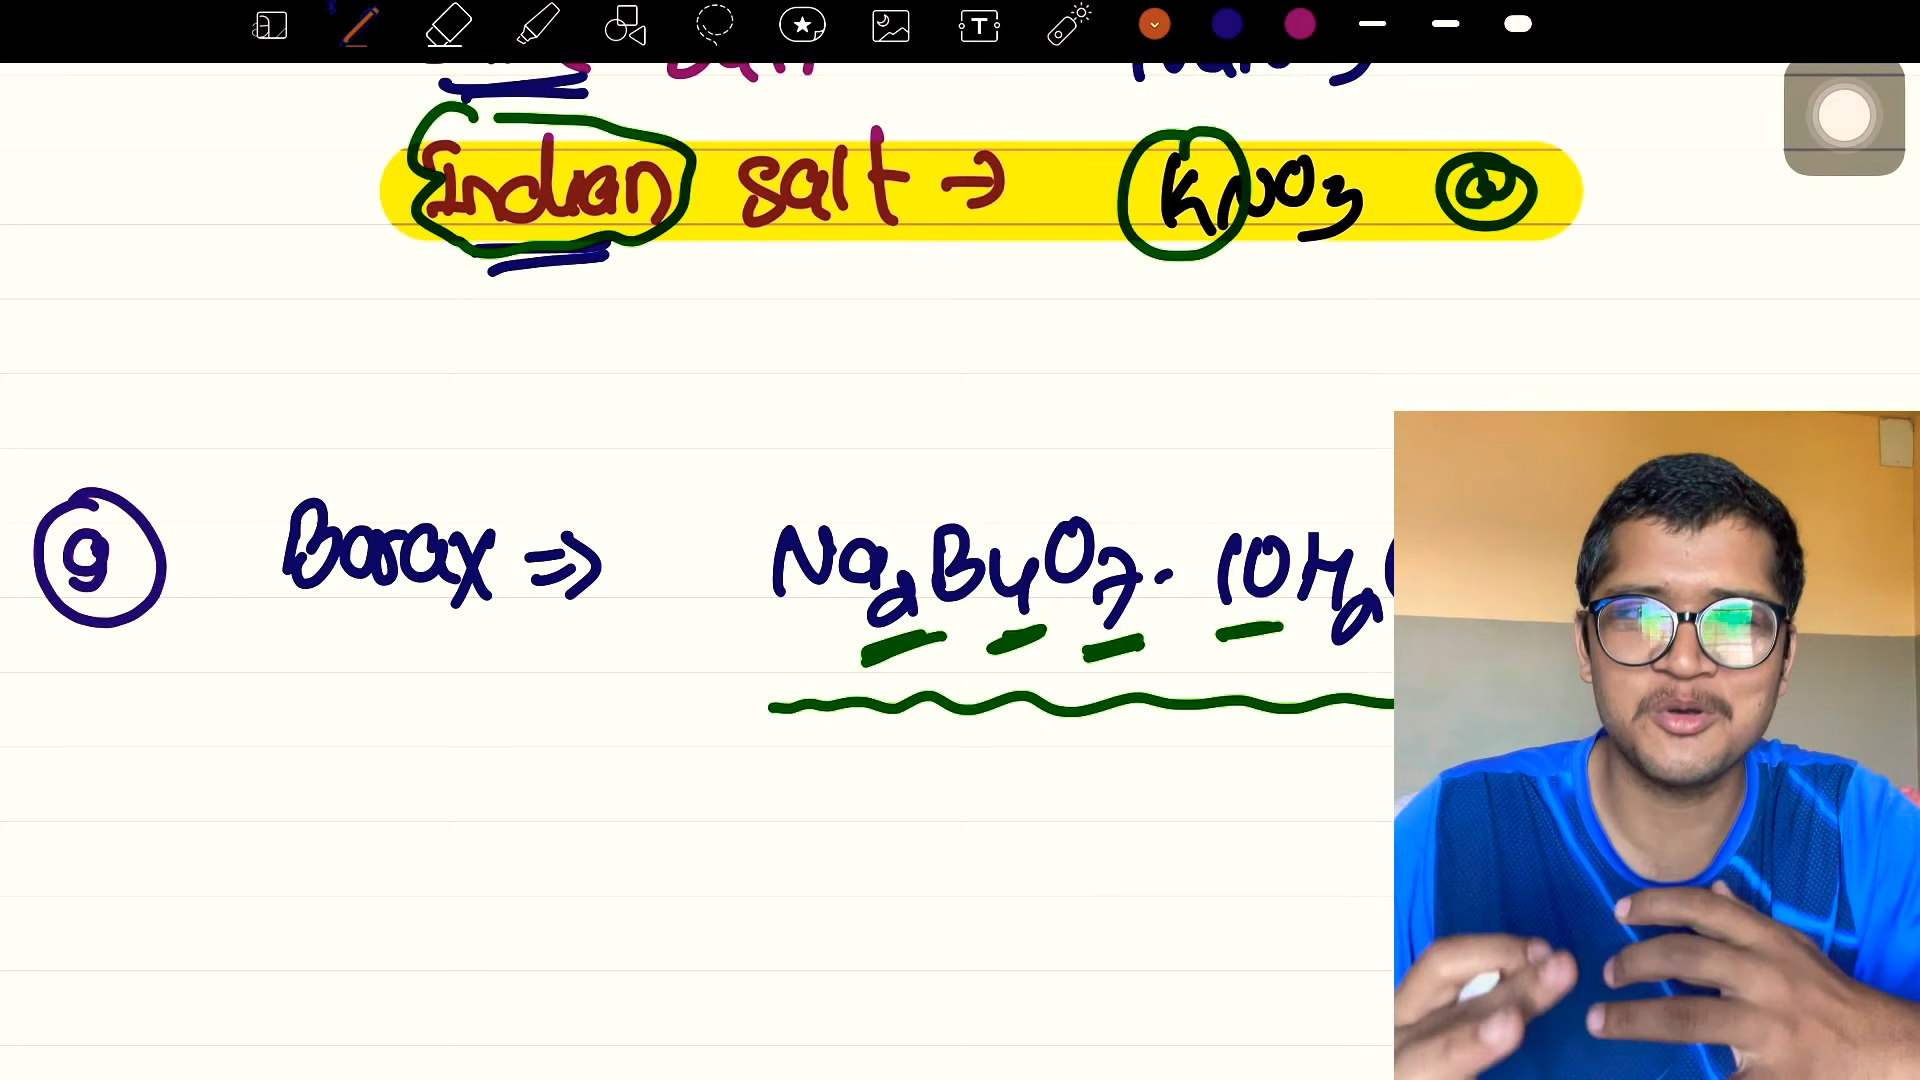 Indian salt → KNO3
9 Borax ⇒ Na2B4O7. 10H2
T